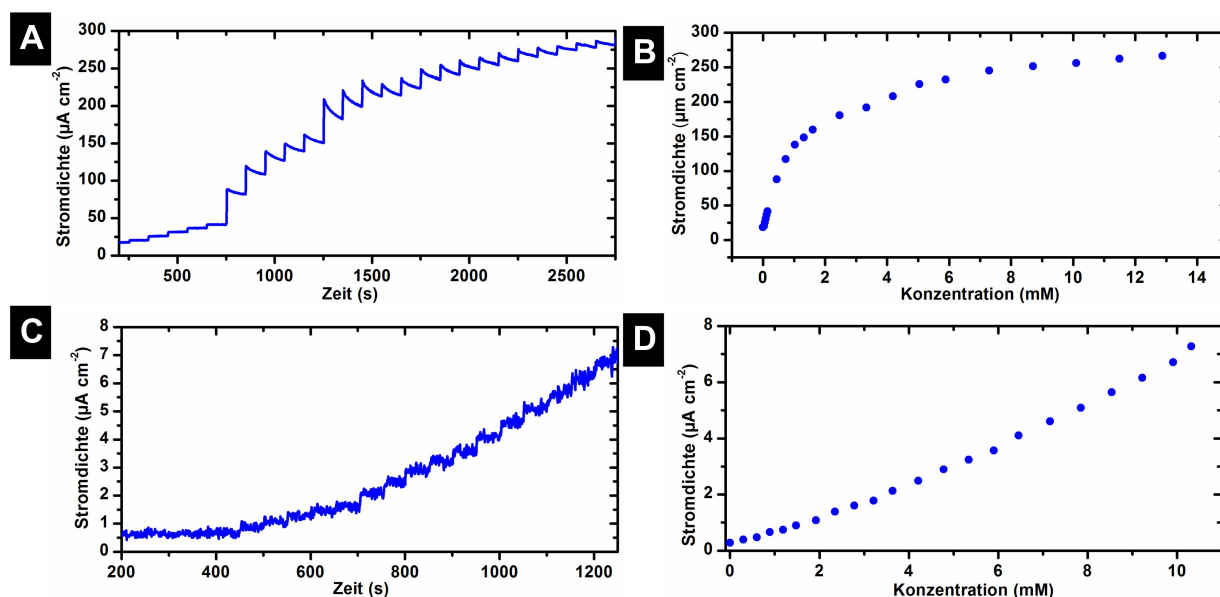 A
Stromdichte (µA cm-2)
300
250
200
150
100
50
0
500 1000 1500 2000 2500
Zeit (s)
B
Stromdichte (µm cm-2)
300
250
200
150
100
50
0
0 2 4 6 8 10 12 14
Konzentration (mM)
C
Stromdichte (µA cm-2)
8
7
6
5
4
3
2
1
0
200 400 600 800 1000 1200
Zeit (s)
D
Stromdichte (µA cm-2)
8
6
4
2
0
0 2 4 6 8 10
Konzentration (mM)